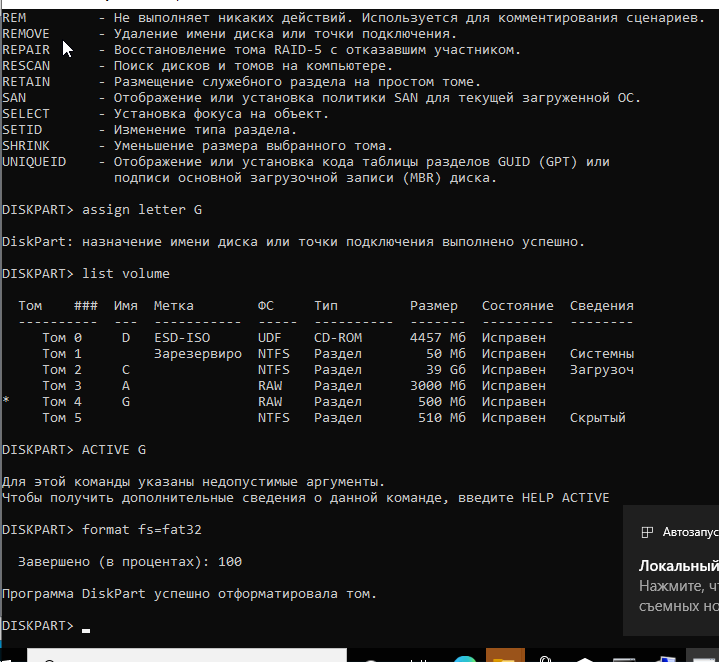 REM         - Не выполняет никаких действий. Используется для комментирования сценариев.
REMOVE      - Удаление имени диска или точки подключения.
REPAIR      - Восстановление тома RAID-5 с отказавшим участником.
RESCAN      - Поиск дисков и томов на компьютере.
RETAIN      - Размещение служебного раздела на простом томе.
SAN         - Отображение или установка политики SAN для текущей загруженной ОС.
SELECT      - Установка фокуса на объект.
SETID       - Изменение типа раздела.
SHRINK      - Уменьшение размера выбранного тома.
UNIQUEID    - Отображение или установка кода таблицы разделов GUID (GPT) или
              подписи основной загрузочной записи (MBR) диска.
DISKPART> assign letter G
DiskPart: назначение имени диска или точки подключения выполнено успешно.
DISKPART> list volume
  Том    ###  Имя  Метка        ФС     Тип         Размер   Состояние  Сведения
  ----------  ---  -----------  -----  ----------  -------  ---------  --------
     Том 0     D   ESD-ISO      UDF    CD-ROM      4457 Мб  Исправен
     Том 1         Зарезервиро  NTFS   Раздел        50 Мб  Исправен   Системны
     Том 2     C                NTFS   Раздел        39 Gб  Исправен   Загрузоч
     Том 3     A                RAW    Раздел      3000 Мб  Исправен
*    Том 4     G                RAW    Раздел       500 Мб  Исправен
     Том 5                      NTFS   Раздел       510 Мб  Исправен   Скрытый
DISKPART> ACTIVE G
Для этой команды указаны недопустимые аргументы.
Чтобы получить дополнительные сведения о данной команде, введите HELP ACTIVE
DISKPART> format fs=fat32
  Завершено (в процентах): 100
Программа DiskPart успешно отформатировала том.
DISKPART>
Автозапус
Локальный
Нажмите, ч
съемных но